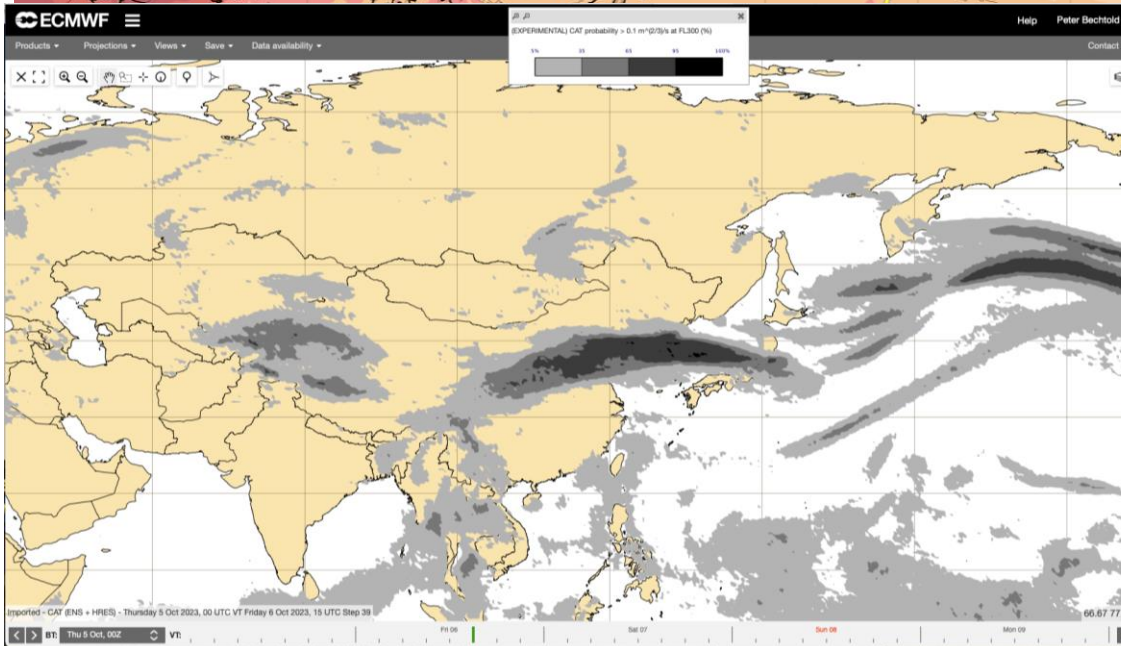 ECMWF
Help Peter Bechtold
(EXPERIMENTAL) CAT probability > 0.1 m^(2/3)/s at FL300 (%)
5% 35 65 95 100%
Products Projections Views Save Data availability Contact
Imported - CAT (ENS + HRES) - Thursday 5 Oct 2023, 00 UTC VT Friday 6 Oct 2023, 15 UTC Step 39
66.67 77
BT: Thu 5 Oct, 00Z VT: Fri 06 Sat 07 Sun 08 Mon 09